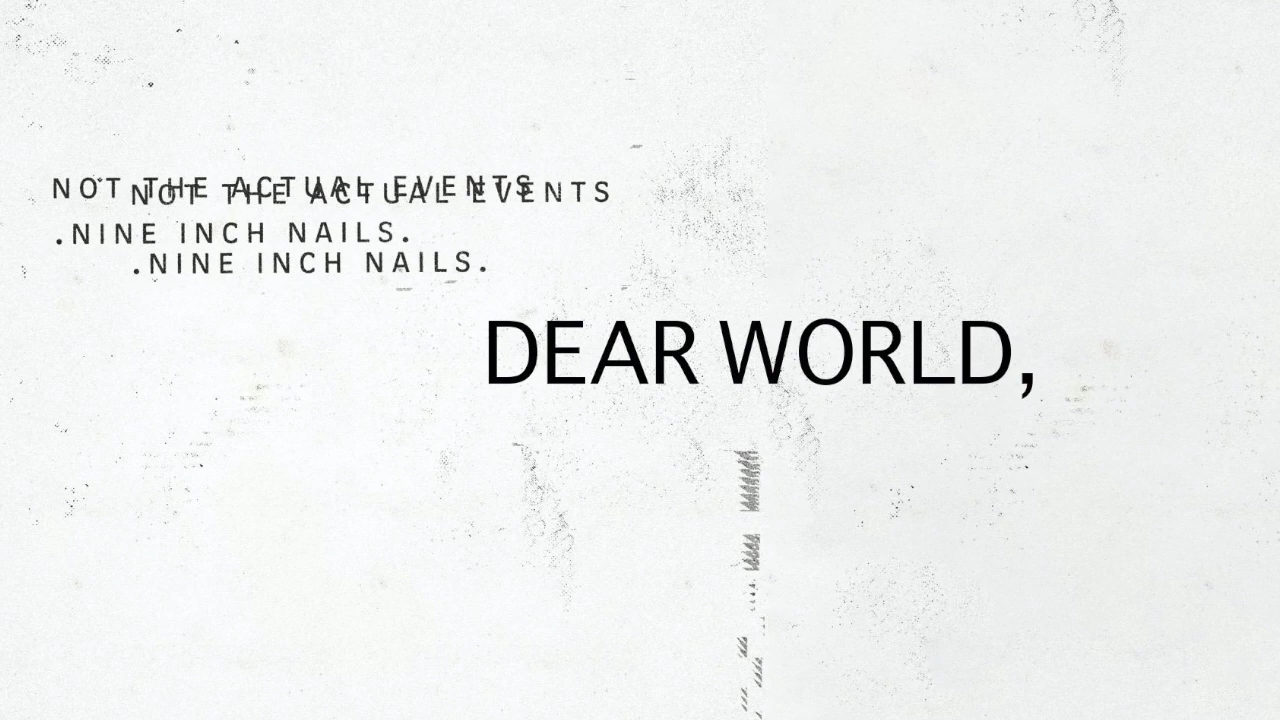 NOT THE ACTUAL EVENTS
NOT THE ACTUAL EVENTS
.NINE INCH NAILS.
.NINE INCH NAILS.
DEAR WORLD,